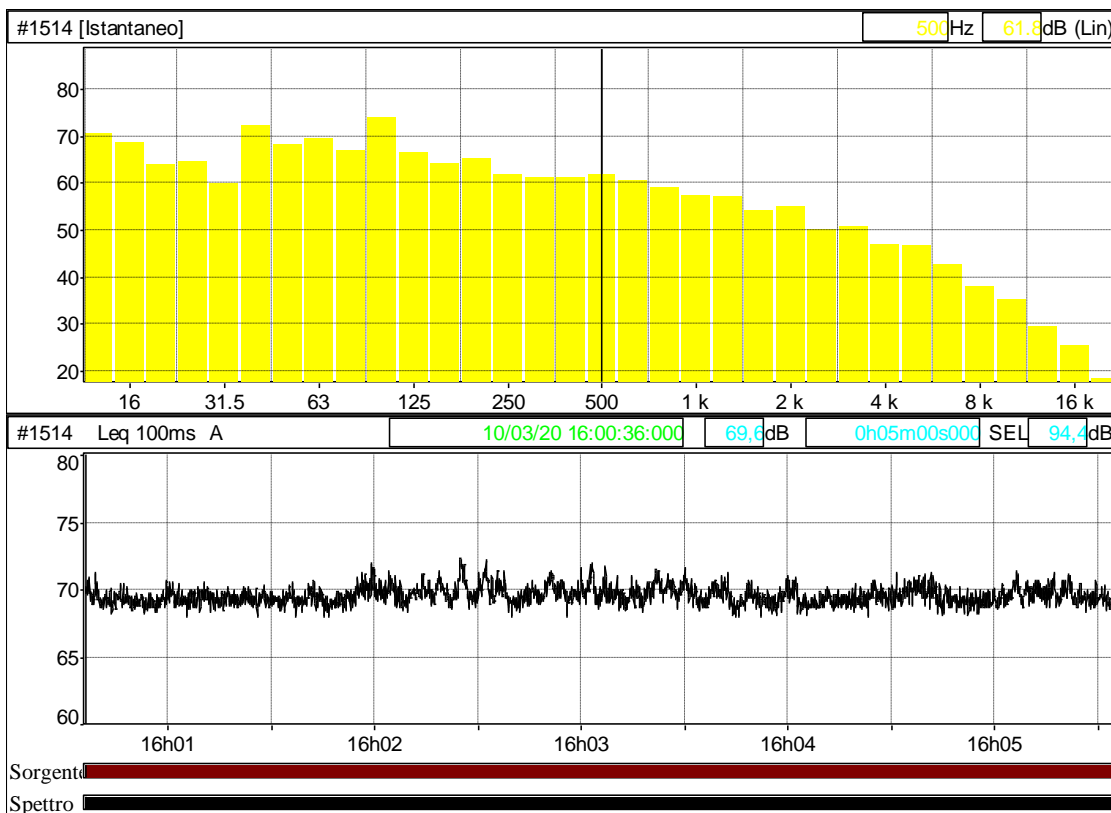 #1514 [Istantaneo] 500Hz 61.8dB (Lin)
80
70
60
50
40
30
20
16 31.5 63 125 250 500 1 k 2 k 4 k 8 k 16 k
#1514 Leq 100ms A 10/03/20 16:00:36:000 69,6dB 0h05m00s000 SEL 94,4dB
80
75
70
65
60
16h01 16h02 16h03 16h04 16h05
Sorgente
Spettro